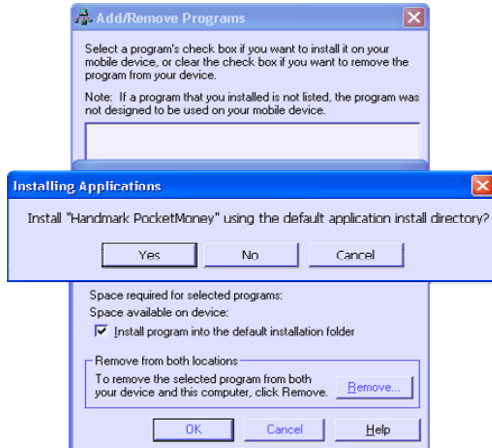 Add/Remove Programs
Select a program's check box if you want to install it on your
mobile device, or clear the check box if you want to remove the
program from your device.
Note: If a program that you installed is not listed, the program was
not designed to be used on your mobile device.
Installing Applications
Install "Handmark PocketMoney" using the default application install directory?
Yes No Cancel
Space required for selected programs:
Space available on device:
Install program into the default installation folder
Remove from both locations
To remove the selected program from both
your device and this computer, click Remove.
Remove...
OK Cancel Help